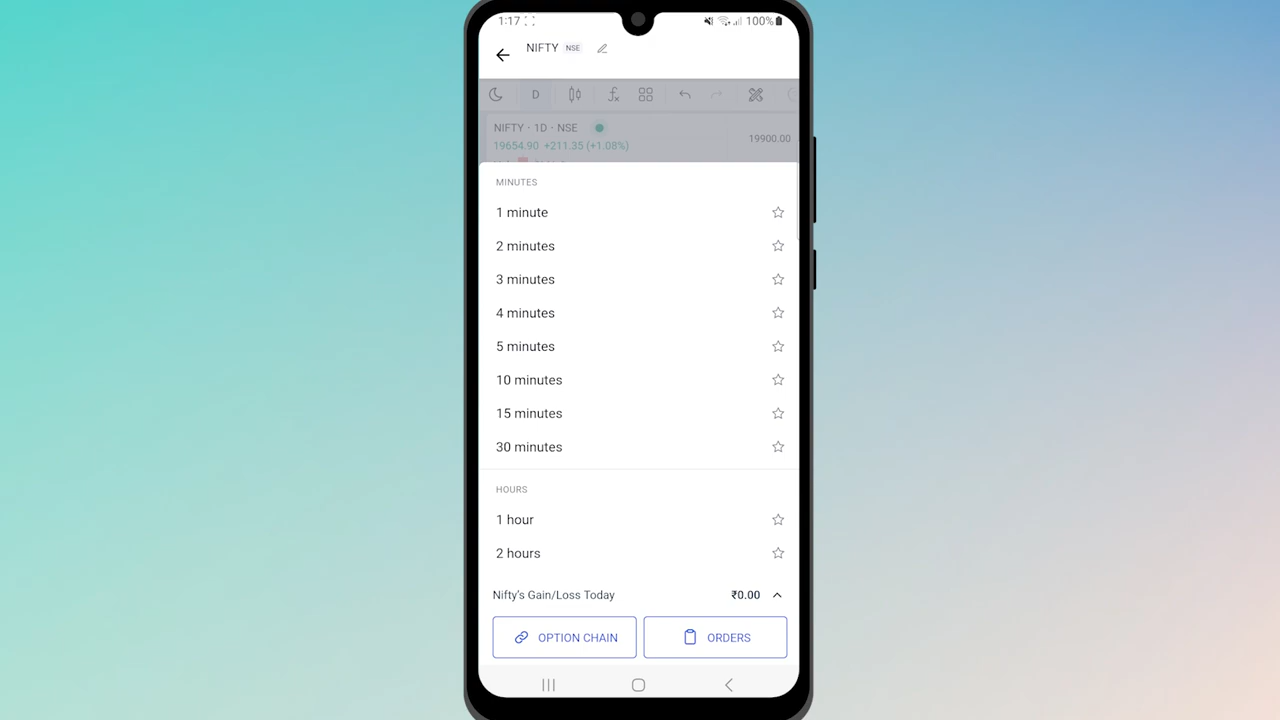 1:17 100%
NIFTY NSE
D fx
NIFTY · 1D · NSE
19654.90 +211.35 (+1.08%)
19900.00
MINUTES
1 minute
2 minutes
3 minutes
4 minutes
5 minutes
10 minutes
15 minutes
30 minutes
HOURS
1 hour
2 hours
Nifty's Gain/Loss Today ₹0.00
OPTION CHAIN ORDERS